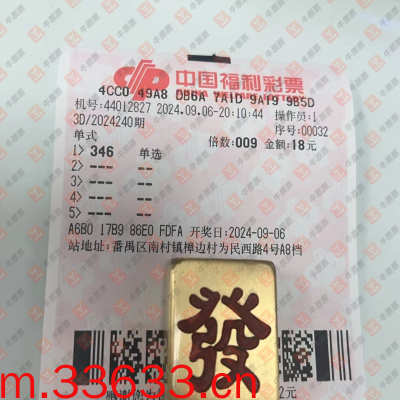 中国福利彩票
4CC0 49A8 DB6A 7A1D 9A19 9B5D
机号:44012827 2024.09.06-20:10:44 操作员:1
3D/2024240期 序号:00032
单式 倍数:009 金额:18元
1> 346 单选
2> ---
3> ---
4> ---
5> ---
A6B0 17B9 86E0 FDFA 开奖日:2024-09-06
站地址:番禺区南村镇樟边村为民西路4号A8档
發
m.33633.cn
2元